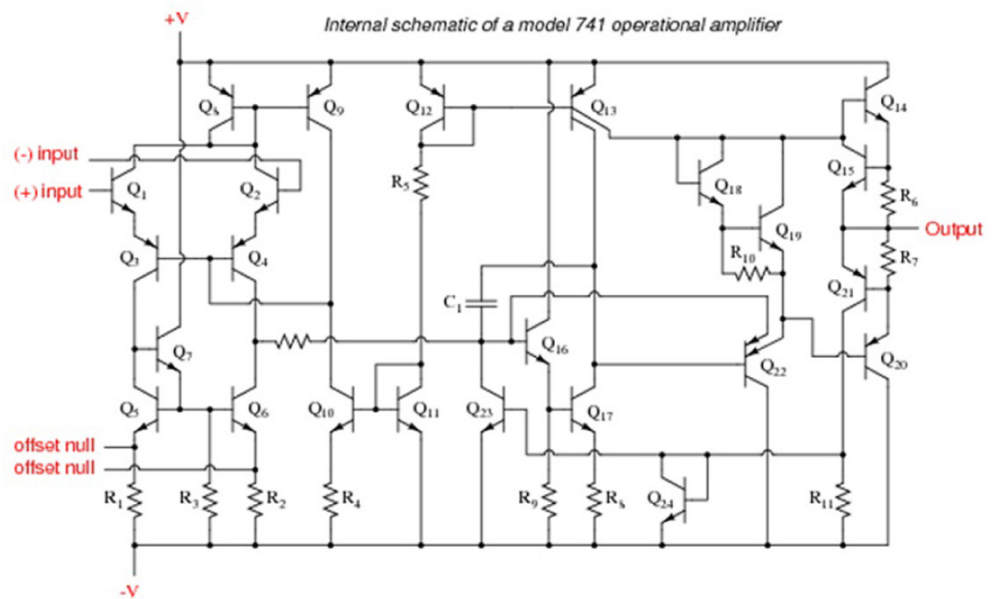 Internal schematic of a model 741 operational amplifier
+V
Q8
Q9
Q12
Q13
Q14
(-) input
(+) input
Q1
Q2
R5
Q15
Q18
R6
Q19
Output
Q3
Q4
R10
R7
Q21
C1
Q7
Q16
Q22
Q20
Q5
Q6
Q10
Q11
Q23
Q17
offset null
offset null
R1
R3
R2
R4
R9
R8
Q24
R11
-V